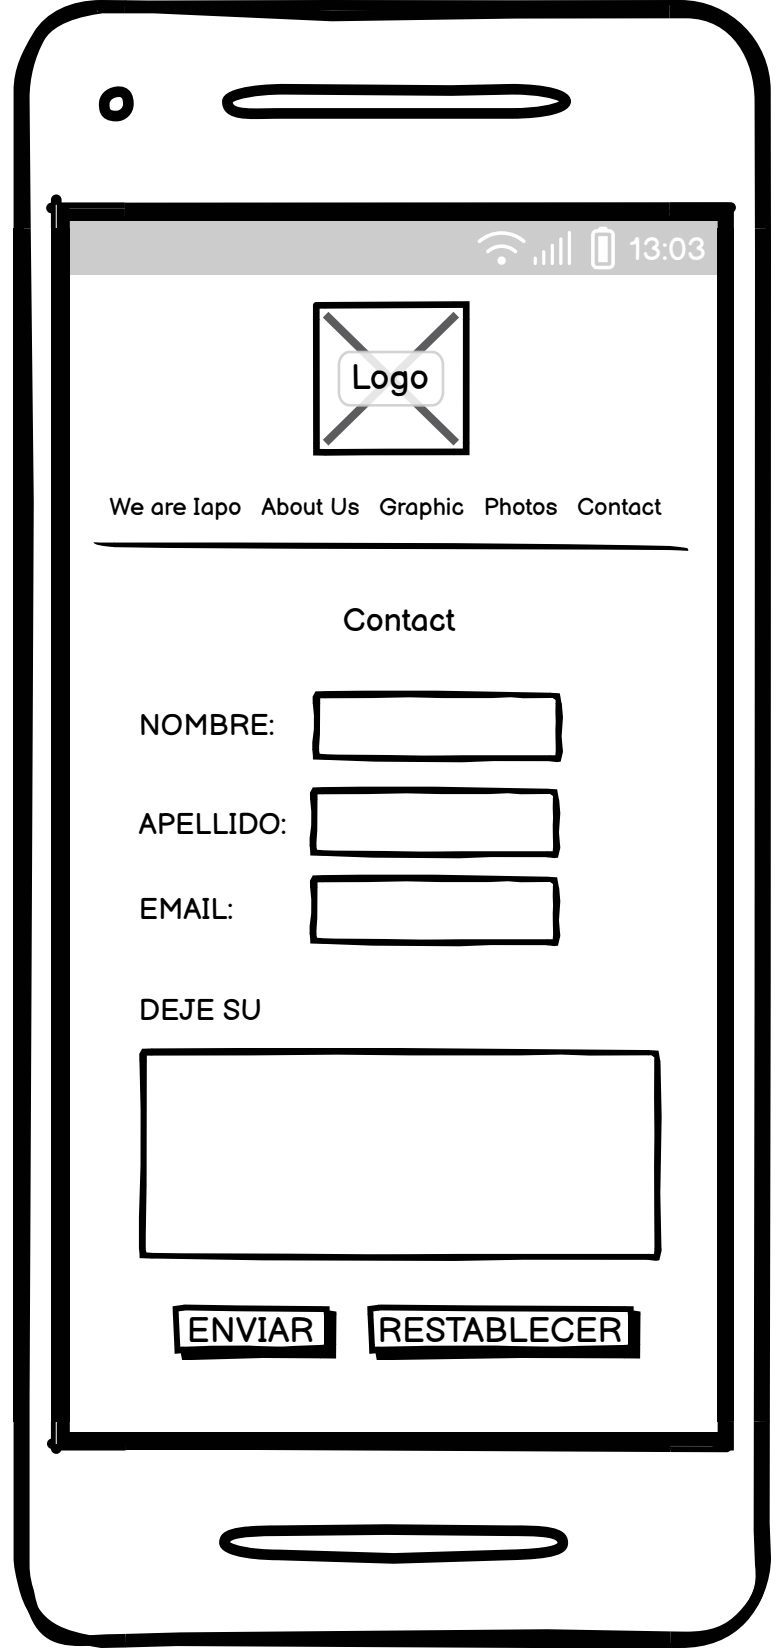 13:03
Logo
We are Iapo About Us Graphic Photos Contact
Contact
NOMBRE:
APELLIDO:
EMAIL:
DEJE SU
ENVIAR RESTABLECER